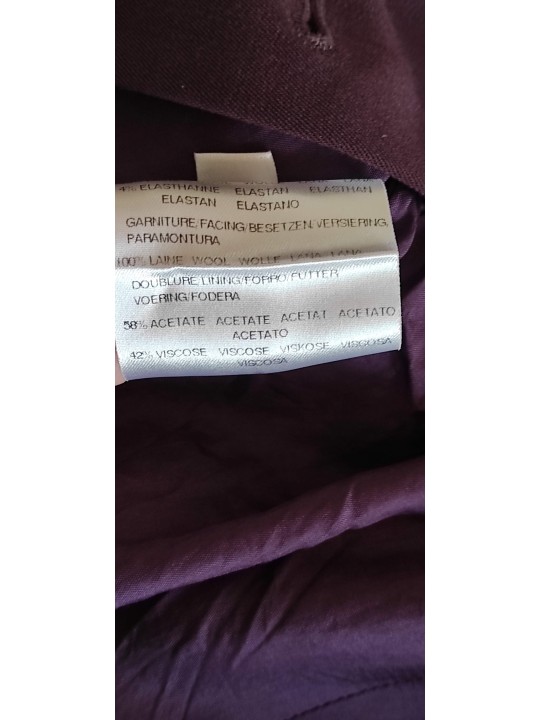 4% ELASTHANNE ELASTAN ELASTHAN
ELASTAN ELASTANO
GARNITURE/FACING/BESETZEN/VERSIERING/
PARAMONTURA
100% LAINE WOOL WOLLE LANA LANA
DOUBLURE/LINING/FORRO/FUTTER
VOERING/FODERA
58% ACETATE ACETATE ACETAT ACETATO
ACETATO
42% VISCOSE VISCOSE VISKOSE VISCOSA
VISCOSA